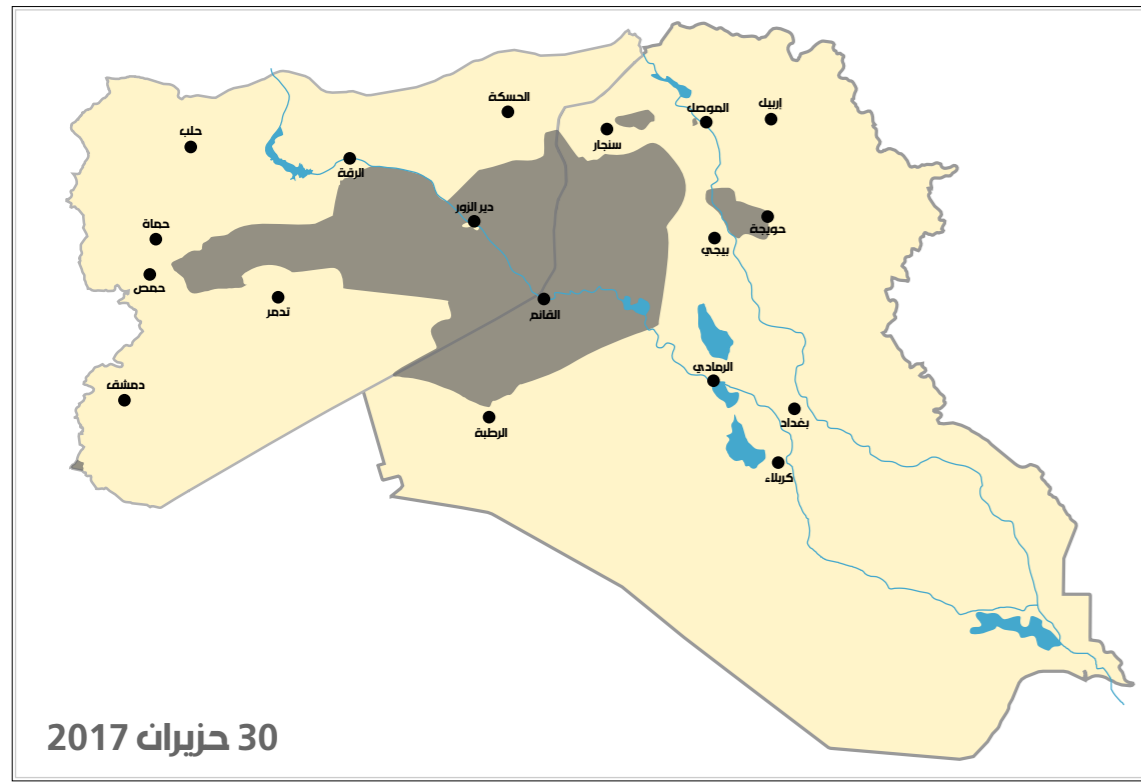 الحسكة
إربيل
الموصل
حلب
سنجار
الرقة
دير الزور
حماة
حويجة
بيجي
حمص
تدمر
القائم
الرمادي
دمشق
بغداد
الرطبة
كربلاء
30 حزيران 2017